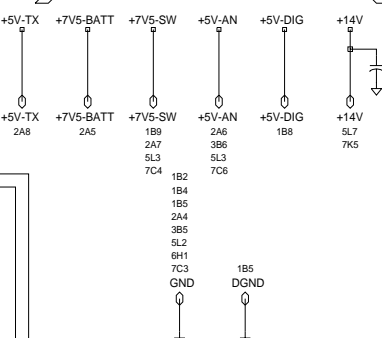 +5V-TX +7V5-BATT +7V5-SW +5V-AN +5V-DIG +14V
+5V-TX +7V5-BATT +7V5-SW +5V-AN +5V-DIG +14V
2A8 2A5 1B9 2A6 1B8 5L7
2A7 3B6 7K5
5L3 5L3
7C4 7C6
1B2
1B4
1B5
2A4
3B5
5L2
6H1
7C3 1B5
GND DGND